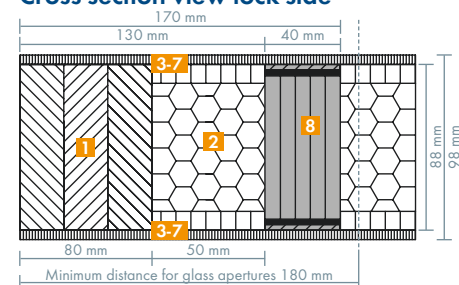 Cross section view lock side
170 mm
130 mm 40 mm
3-7
1 2 8
88 mm
98 mm
3-7
80 mm 50 mm
Minimum distance for glass apertures 180 mm